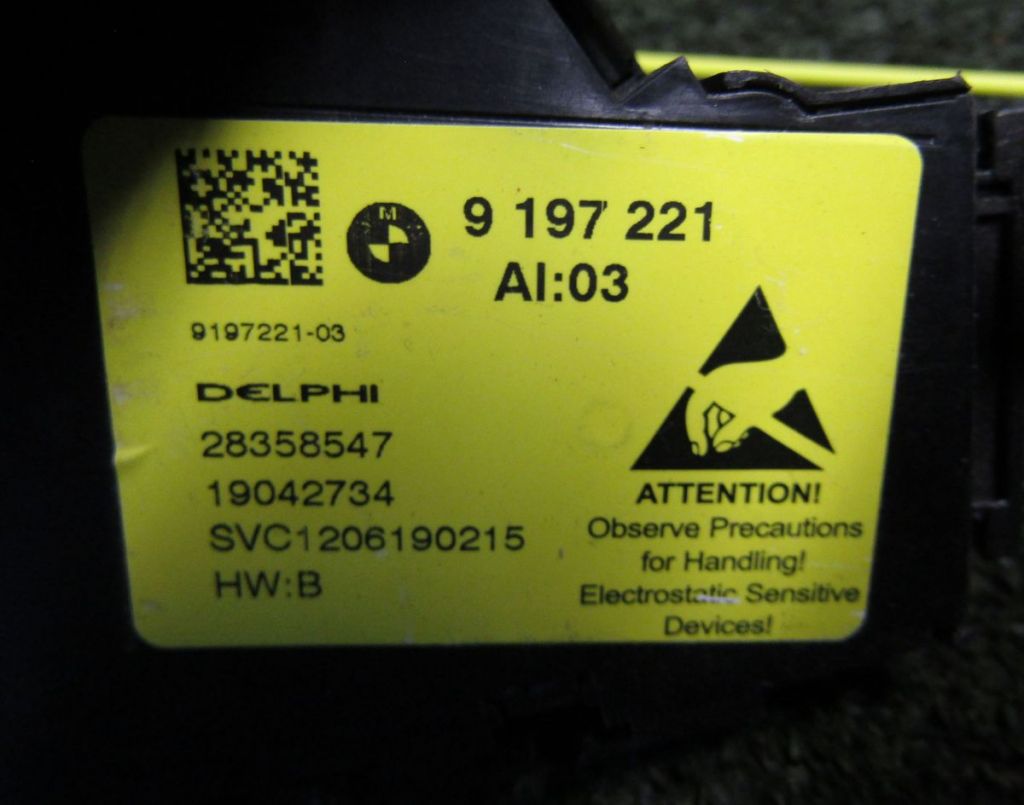 9 197 221
AI:03
9197221-03
DELPHI
28358547
19042734
SVC1206190215
HW:B
ATTENTION!
Observe Precautions
for Handling!
Electrostatic Sensitive
Devices!